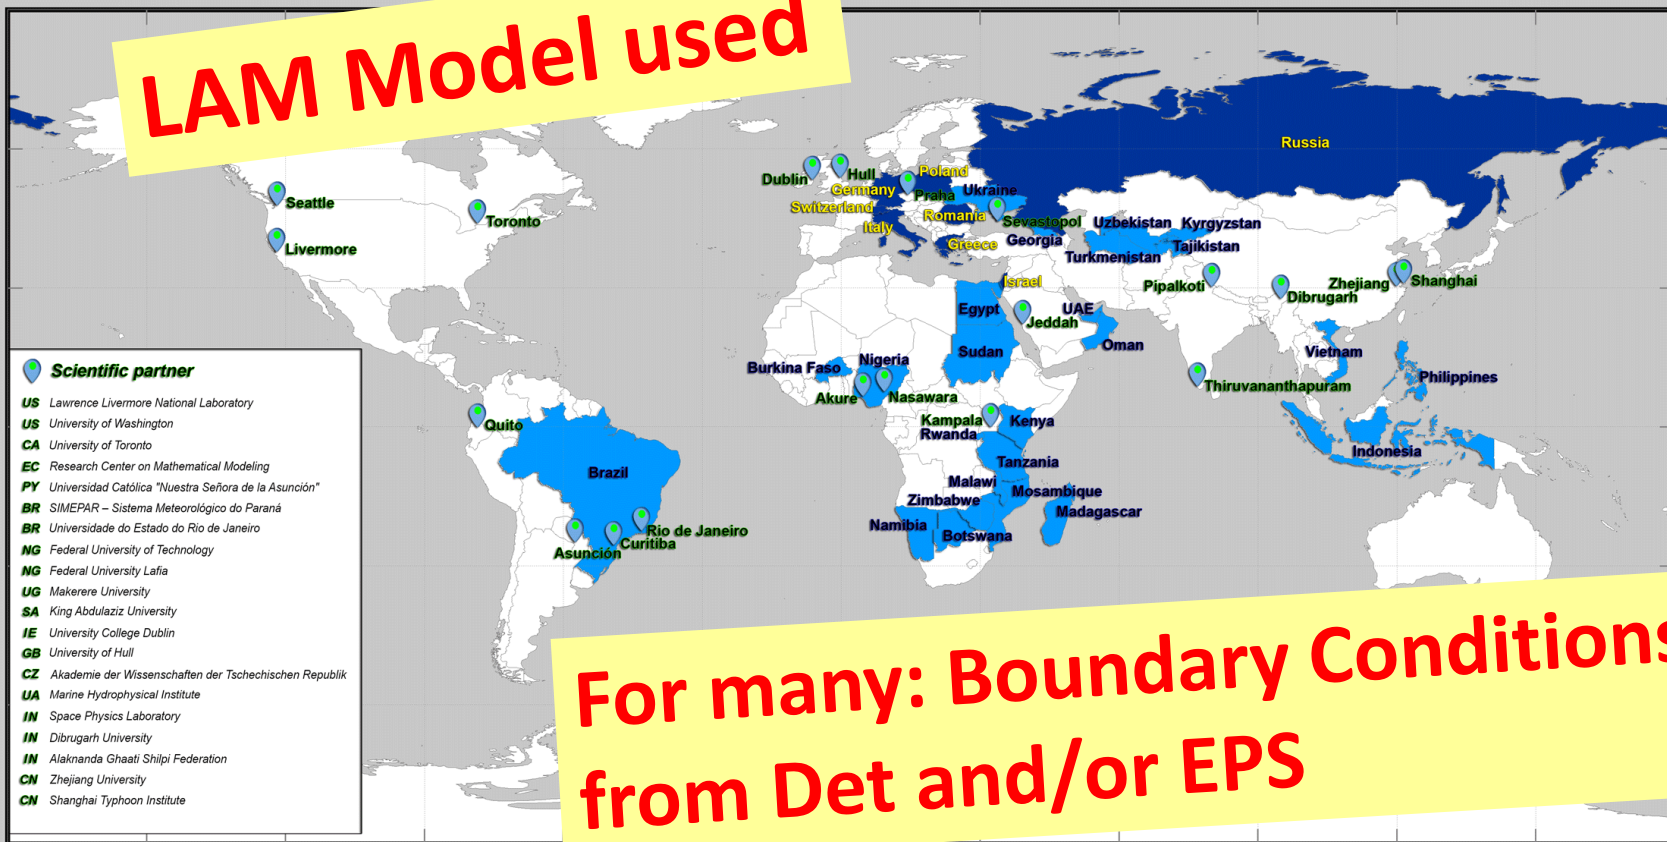 LAM Model used
Russia
Dublin
Hull
Poland
Germany
Praha
Ukraine
Switzerland
Romania
Sevastopol
Italy
Greece
Georgia
Uzbekistan
Kyrgyzstan
Tajikistan
Turkmenistan
Seattle
Toronto
Livermore
Israel
Egypt
Jeddah
UAE
Oman
Pipalkoti
Dibrugarh
Zhejiang
Shanghai
Sudan
Burkina Faso
Nigeria
Akure
Nasawara
Vietnam
Philippines
Thiruvananthapuram
Quito
Kampala
Kenya
Rwanda
Indonesia
Brazil
Tanzania
Malawi
Mosambique
Zimbabwe
Madagascar
Namibia
Botswana
Rio de Janeiro
Curitiba
Asunción
Scientific partner
US Lawrence Livermore National Laboratory
US University of Washington
CA University of Toronto
EC Research Center on Mathematical Modeling
PY Universidad Católica "Nuestra Señora de la Asunción"
BR SIMEPAR – Sistema Meteorológico do Paraná
BR Universidade do Estado do Rio de Janeiro
NG Federal University of Technology
NG Federal University Lafia
UG Makerere University
SA King Abdulaziz University
IE University College Dublin
GB University of Hull
CZ Akademie der Wissenschaften der Tschechischen Republik
UA Marine Hydrophysical Institute
IN Space Physics Laboratory
IN Dibrugarh University
IN Alaknanda Ghaati Shilpi Federation
CN Zhejiang University
CN Shanghai Typhoon Institute
For many: Boundary Conditions
from Det and/or EPS